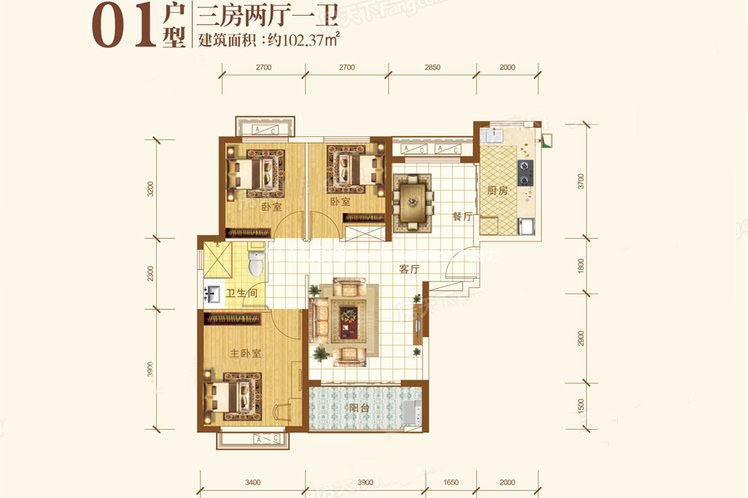 01 户型 三房两厅一卫
建筑面积：约102.37㎡
2700 2700 2850 2000
A/C A/C
3200 卧室 卧室 餐厅 厨房 3700
2300 卫生间 客厅 1800
3900 主卧室 2900
阳台 1500
A/C
3400 3900 1650 2000